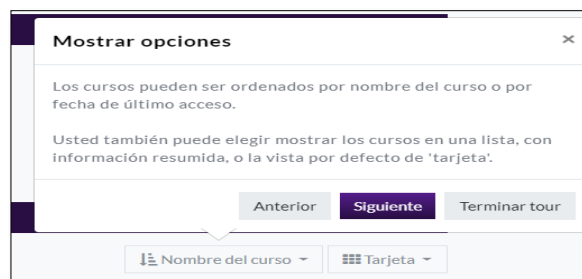 Mostrar opciones
×
Los cursos pueden ser ordenados por nombre del curso o por
fecha de último acceso.
Usted también puede elegir mostrar los cursos en una lista, con
información resumida, o la vista por defecto de 'tarjeta'.
Anterior Siguiente Terminar tour
Nombre del curso Tarjeta